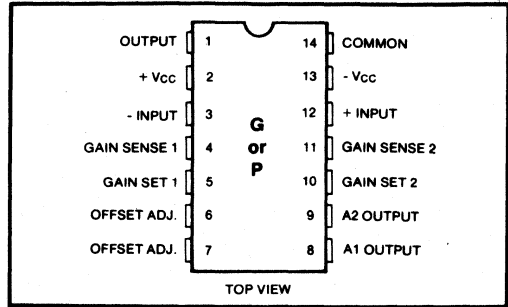 OUTPUT 1 14 COMMON
+ Vcc 2 13 - Vcc
- INPUT 3 12 + INPUT
G
GAIN SENSE 1 4 or 11 GAIN SENSE 2
P
GAIN SET 1 5 10 GAIN SET 2
OFFSET ADJ. 6 9 A2 OUTPUT
OFFSET ADJ. 7 8 A1 OUTPUT
TOP VIEW